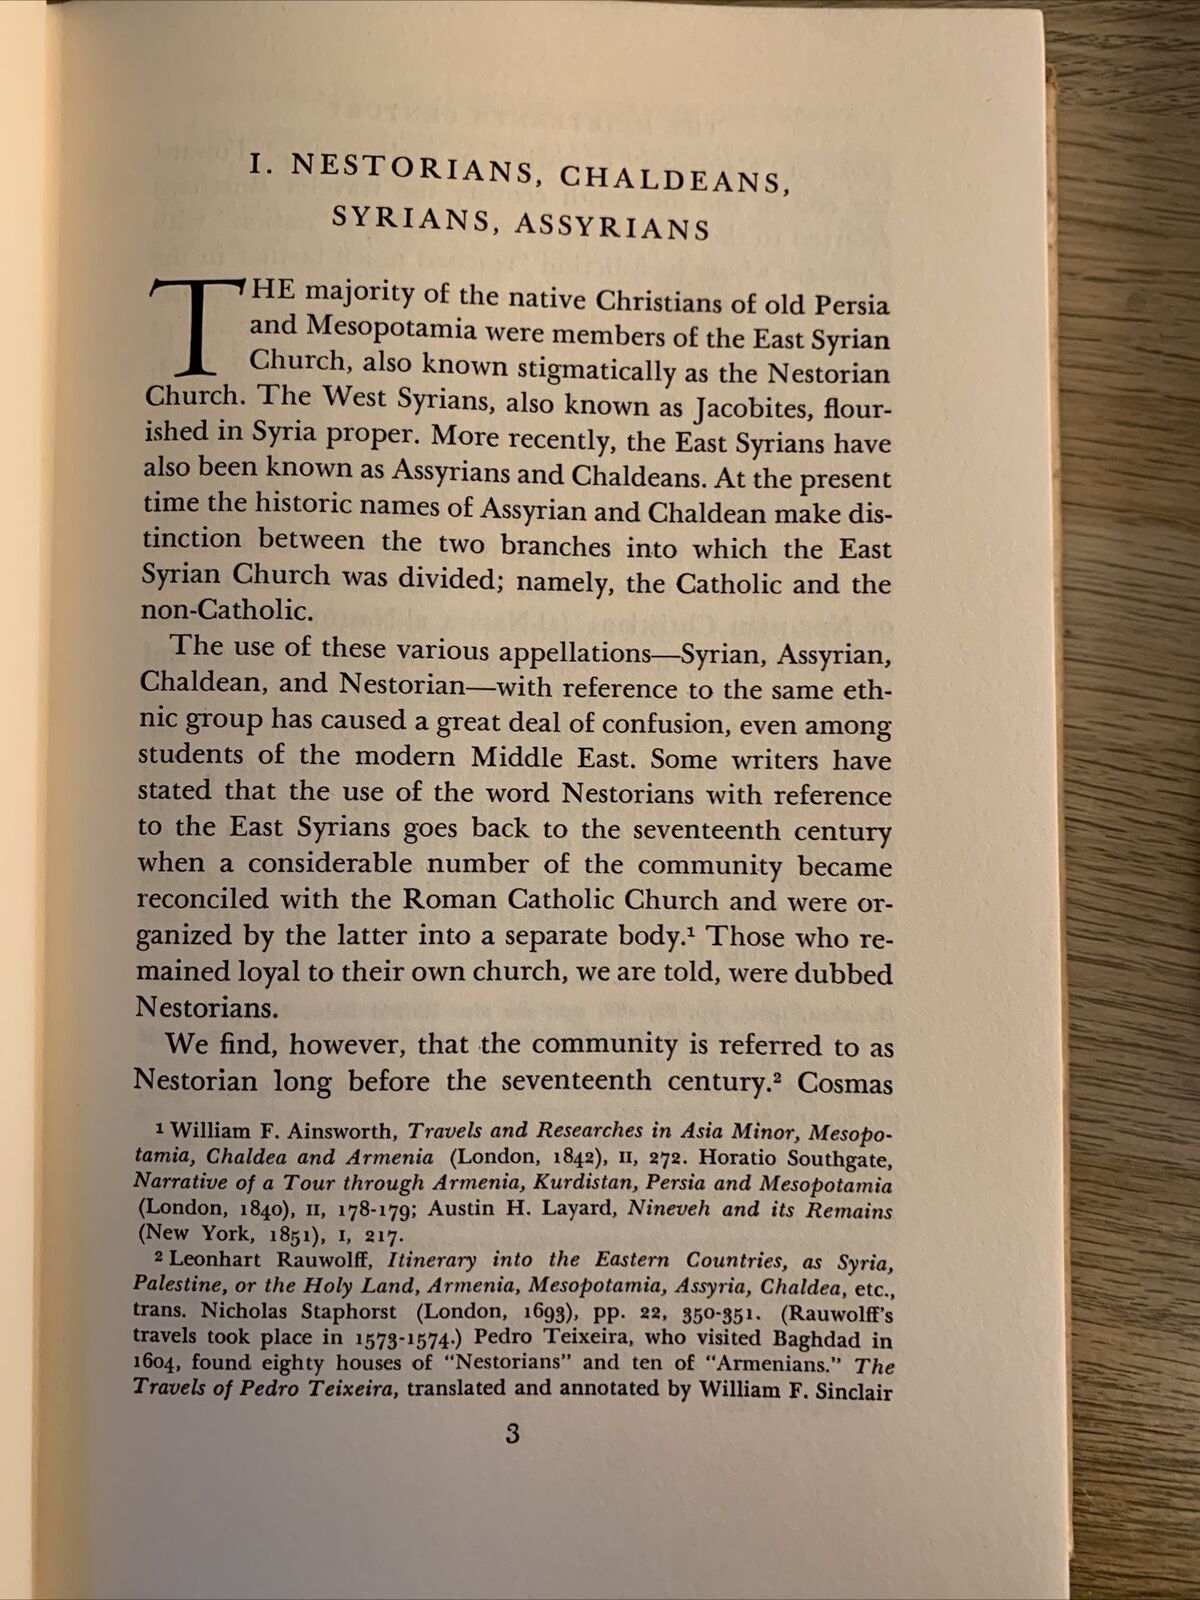 I. NESTORIANS, CHALDEANS,
SYRIANS, ASSYRIANS
THE majority of the native Christians of old Persia
and Mesopotamia were members of the East Syrian
Church, also known stigmatically as the Nestorian
Church. The West Syrians, also known as Jacobites, flour-
ished in Syria proper. More recently, the East Syrians have
also been known as Assyrians and Chaldeans. At the present
time the historic names of Assyrian and Chaldean make dis-
tinction between the two branches into which the East
Syrian Church was divided; namely, the Catholic and the
non-Catholic.
The use of these various appellations—Syrian, Assyrian,
Chaldean, and Nestorian—with reference to the same eth-
nic group has caused a great deal of confusion, even among
students of the modern Middle East. Some writers have
stated that the use of the word Nestorians with reference
to the East Syrians goes back to the seventeenth century
when a considerable number of the community became
reconciled with the Roman Catholic Church and were or-
ganized by the latter into a separate body.¹ Those who re-
mained loyal to their own church, we are told, were dubbed
Nestorians.
We find, however, that the community is referred to as
Nestorian long before the seventeenth century.² Cosmas
¹ William F. Ainsworth, Travels and Researches in Asia Minor, Mesopo-
tamia, Chaldea and Armenia (London, 1842), II, 272. Horatio Southgate,
Narrative of a Tour through Armenia, Kurdistan, Persia and Mesopotamia
(London, 1840), II, 178-179; Austin H. Layard, Nineveh and its Remains
(New York, 1851), I, 217.
² Leonhart Rauwolff, Itinerary into the Eastern Countries, as Syria,
Palestine, or the Holy Land, Armenia, Mesopotamia, Assyria, Chaldea, etc.,
trans. Nicholas Staphorst (London, 1693), pp. 22, 350-351. (Rauwolff's
travels took place in 1573-1574.) Pedro Teixeira, who visited Baghdad in
1604, found eighty houses of "Nestorians" and ten of "Armenians." The
Travels of Pedro Teixeira, translated and annotated by William F. Sinclair
3